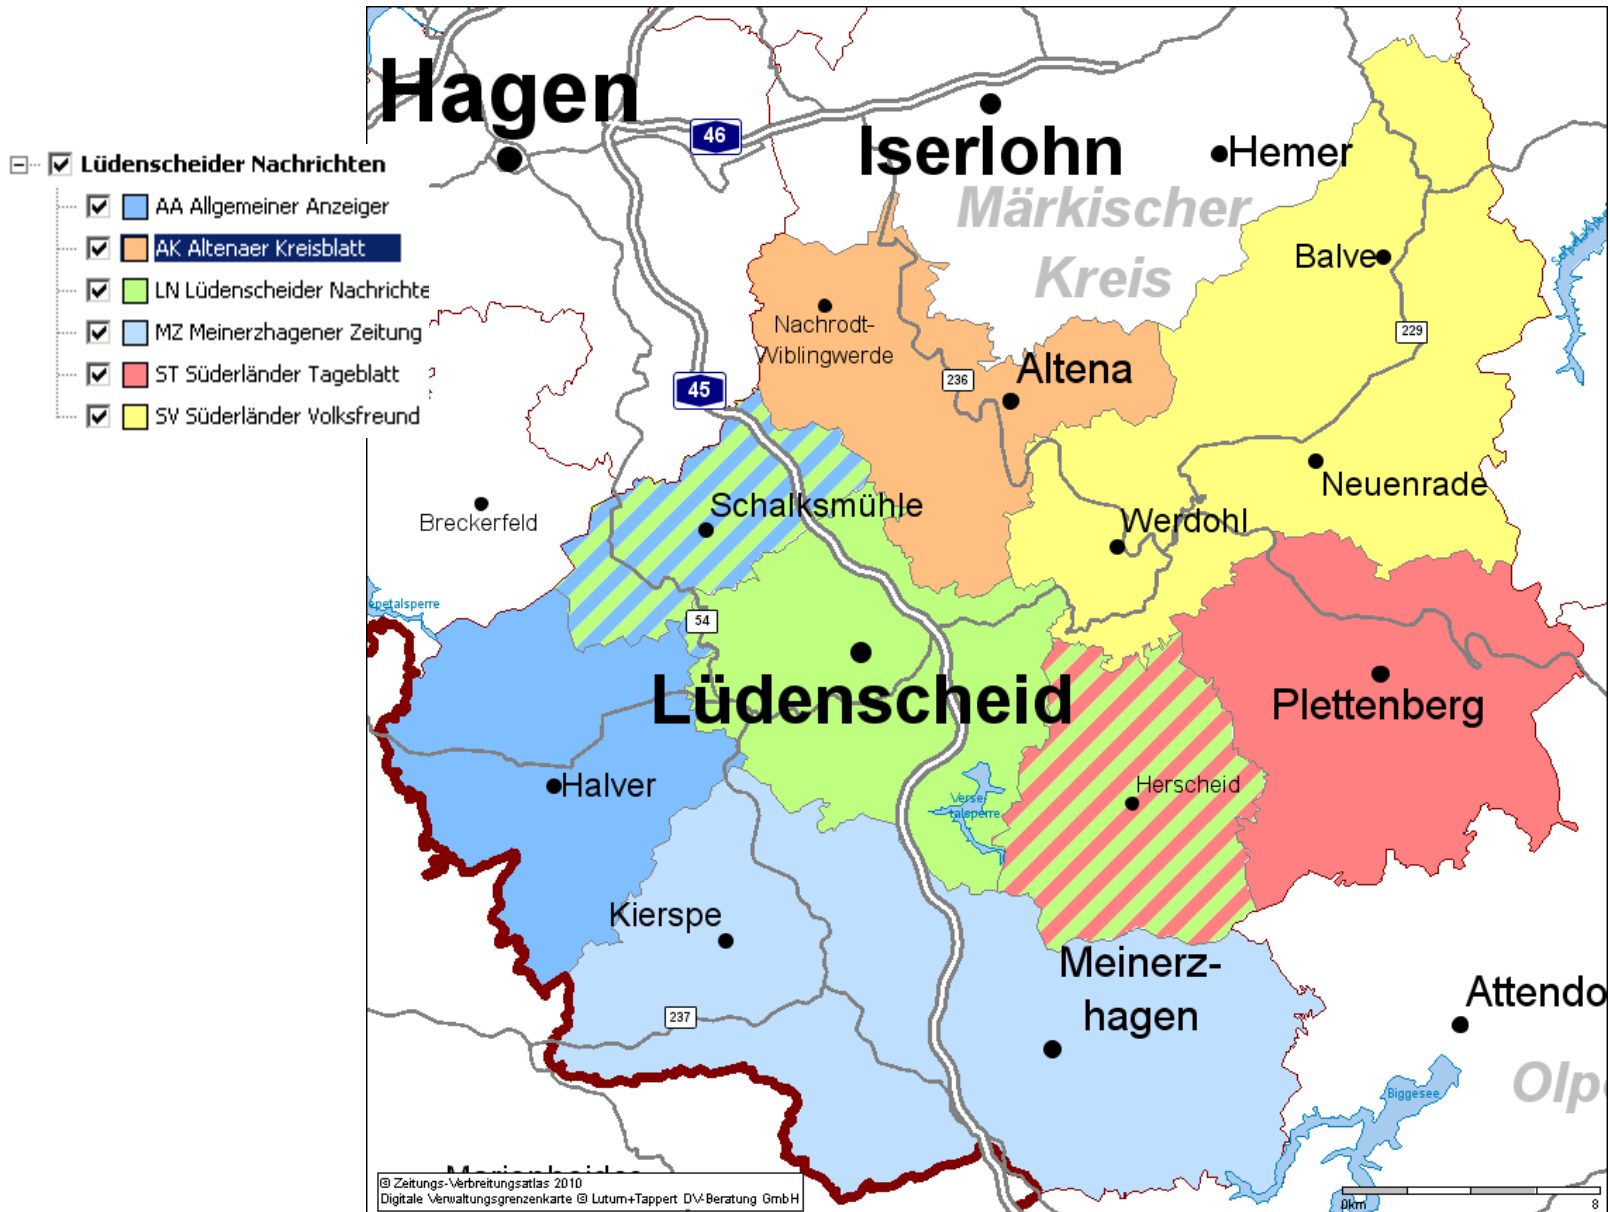 Lüdenscheider Nachrichten
AA Allgemeiner Anzeiger
AK Altenaer Kreisblatt
LN Lüdenscheider Nachrichte
MZ Meinerzhagener Zeitung
ST Süderländer Tageblatt
SV Süderländer Volksfreund
Hagen
46
Iserlohn
Hemer
Märkischer
Kreis
Balve
Nachrodt-
Wiblingwerde
229
Altena
236
45
Neuenrade
Schalksmühle
Breckerfeld
Werdohl
epetalsperre
54
Lüdenscheid
Plettenberg
Halver
Herscheid
Verse-
talsperre
Kierspe
Meinerz-
hagen
Attendo
237
Biggesee
Olp
© Zeitungs-Verbreitungsatlas 2010
Digitale Verwaltungsgrenzenkarte © Lutum+Tappert DV-Beratung GmbH
0km 8